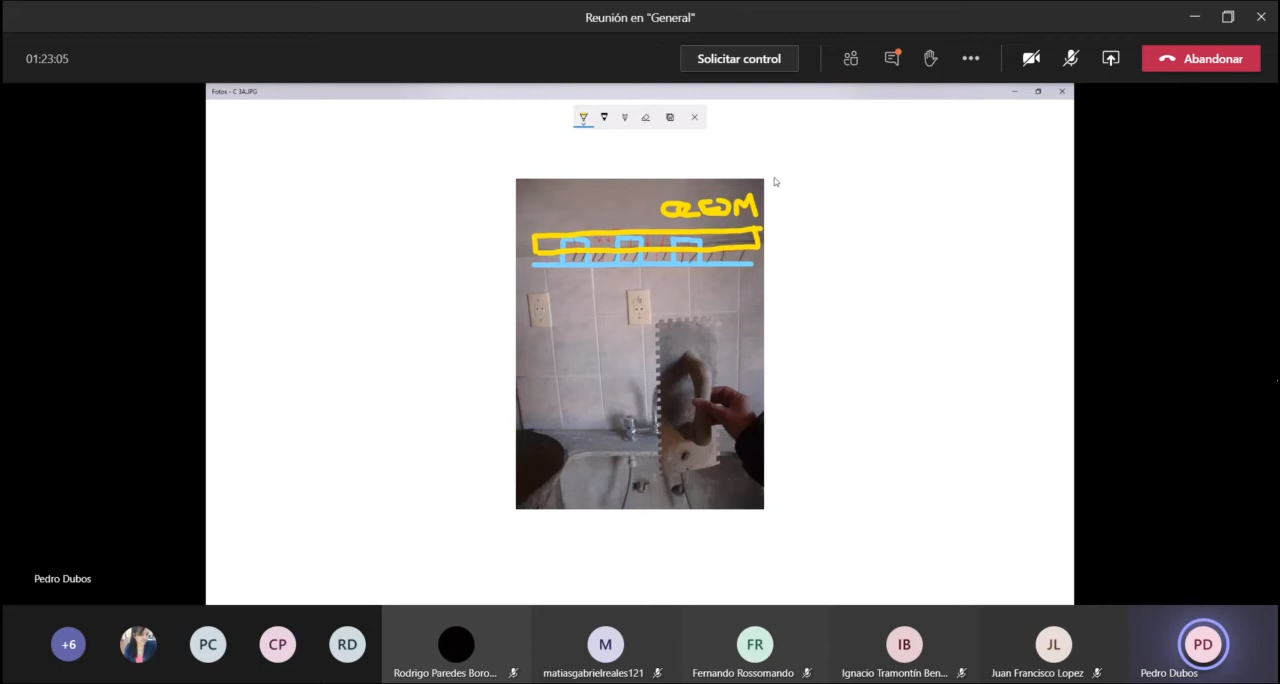 Reunión en "General"
01:23:05
Solicitar control
Abandonar
Fotos - C 3A.JPG
Pedro Dubos
+6
PC
CP
RD
Rodrigo Paredes Boro...
M
matiasgabrielreales121
FR
Fernando Rossomando
IB
Ignacio Tramontín Ben...
JL
Juan Francisco Lopez
PD
Pedro Dubos